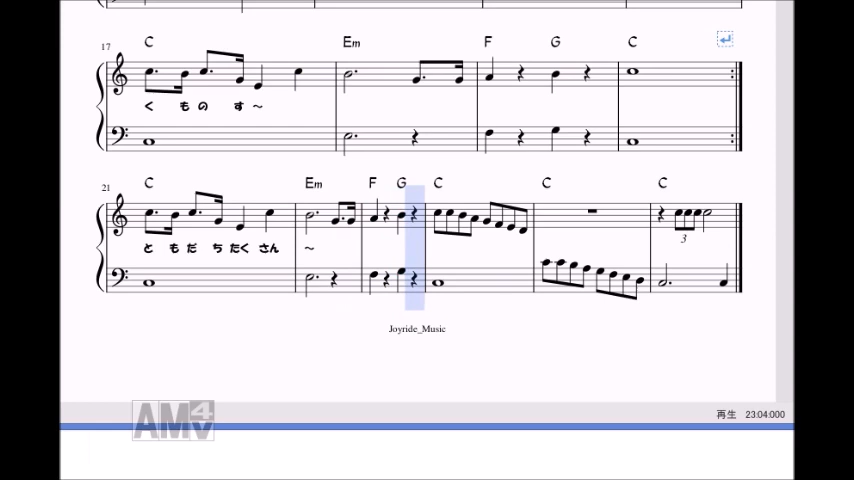 17
C Em F G C
く も の す～
21
C Em F G C C C
と も だ ち たく さん ～
3
Joyride_Music
AM4V
再生 23:04:000